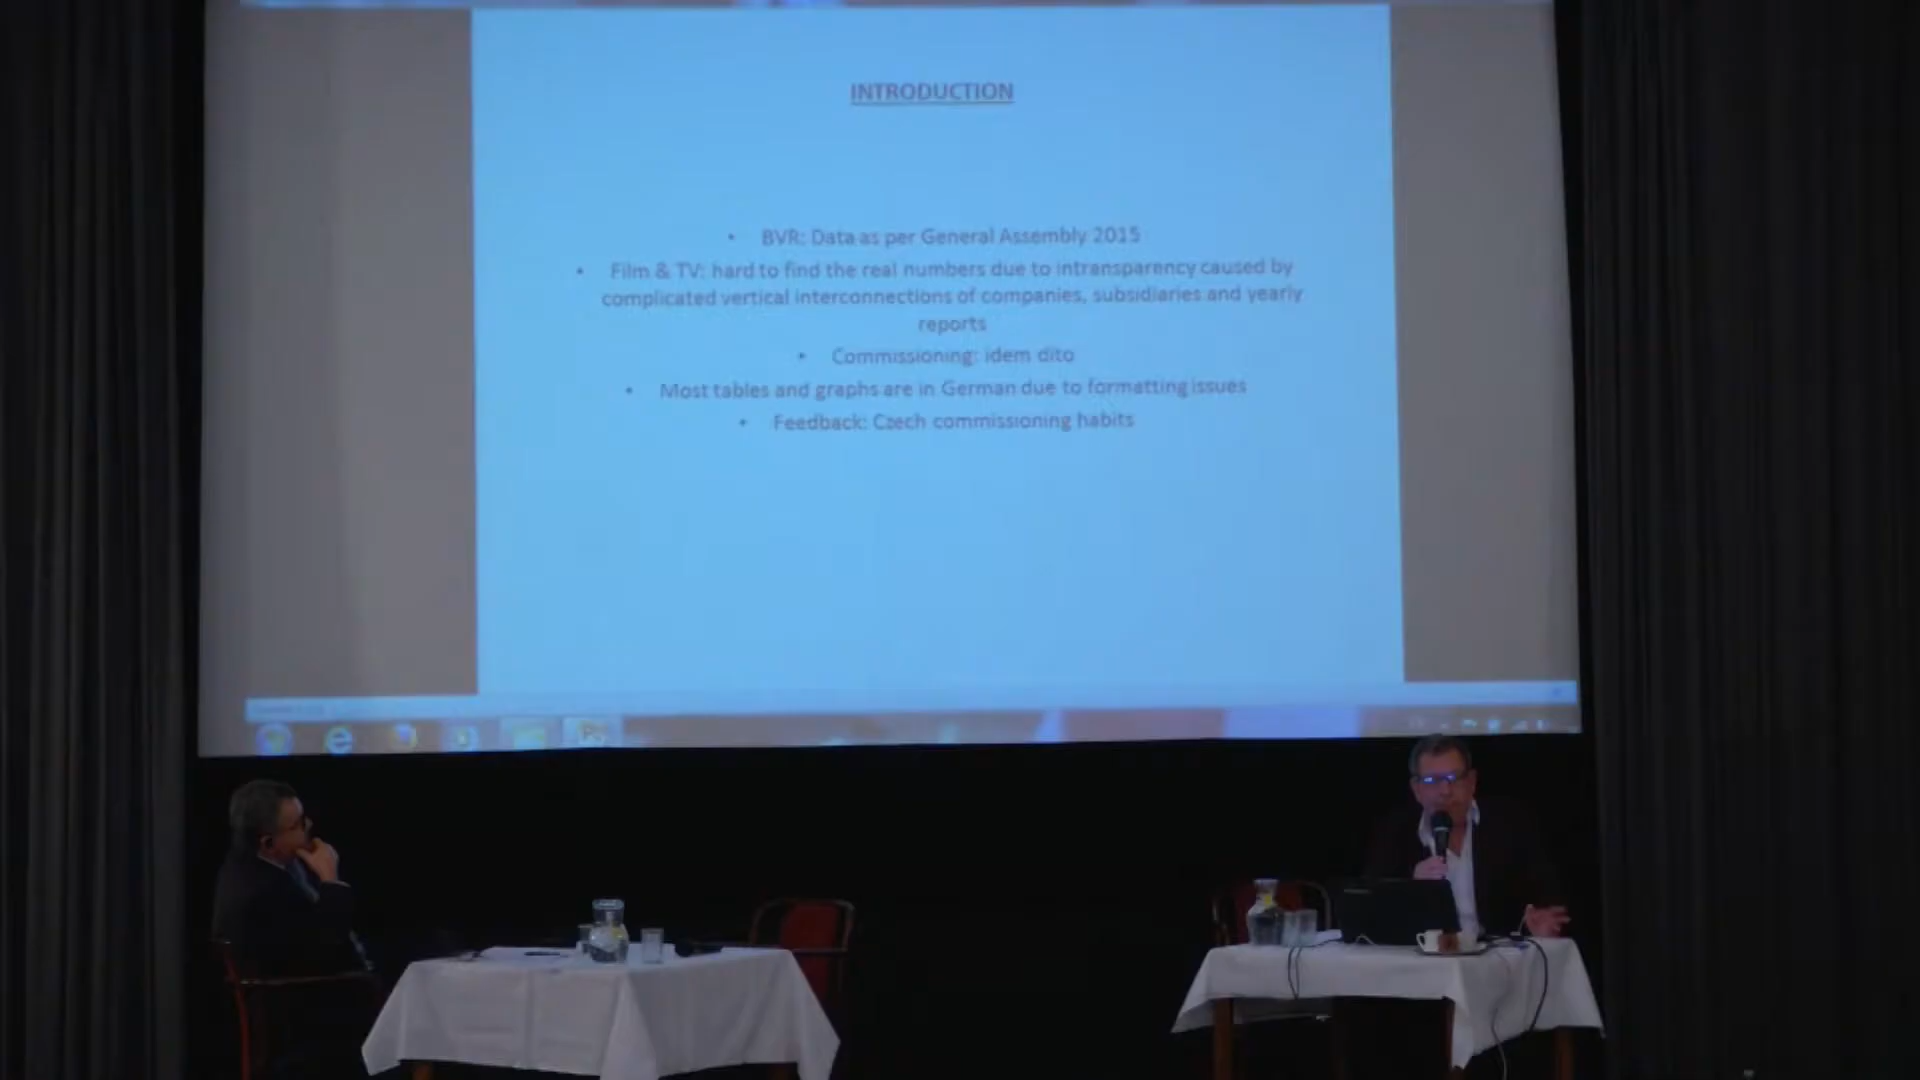 INTRODUCTION
• BVR: Data as per General Assembly 2015
• Film & TV: hard to find the real numbers due to intransparency caused by
complicated vertical interconnections of companies, subsidiaries and yearly
reports
• Commissioning: idem dito
• Most tables and graphs are in German due to formatting issues
• Feedback: Czech commissioning habits